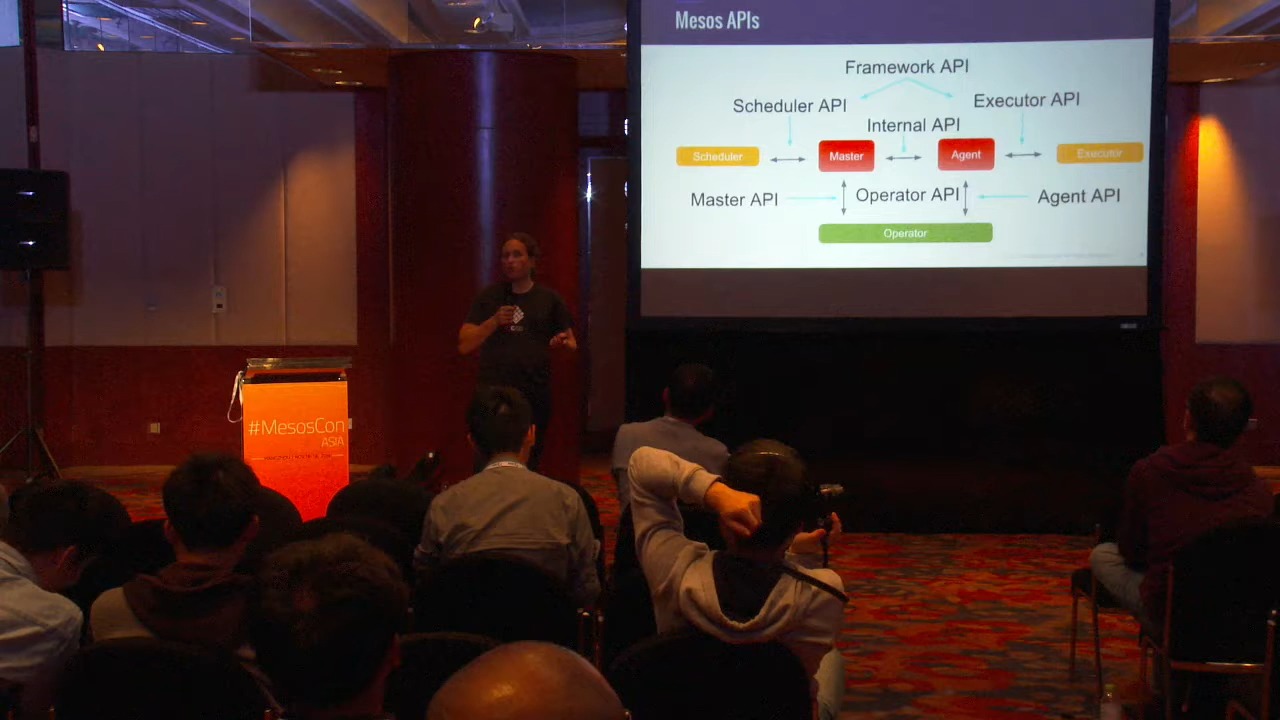 Mesos APIs
Framework API
Scheduler API
Executor API
Internal API
Scheduler
Master
Agent
Executor
Master API
Operator API
Agent API
Operator
#MesosCon
ASIA